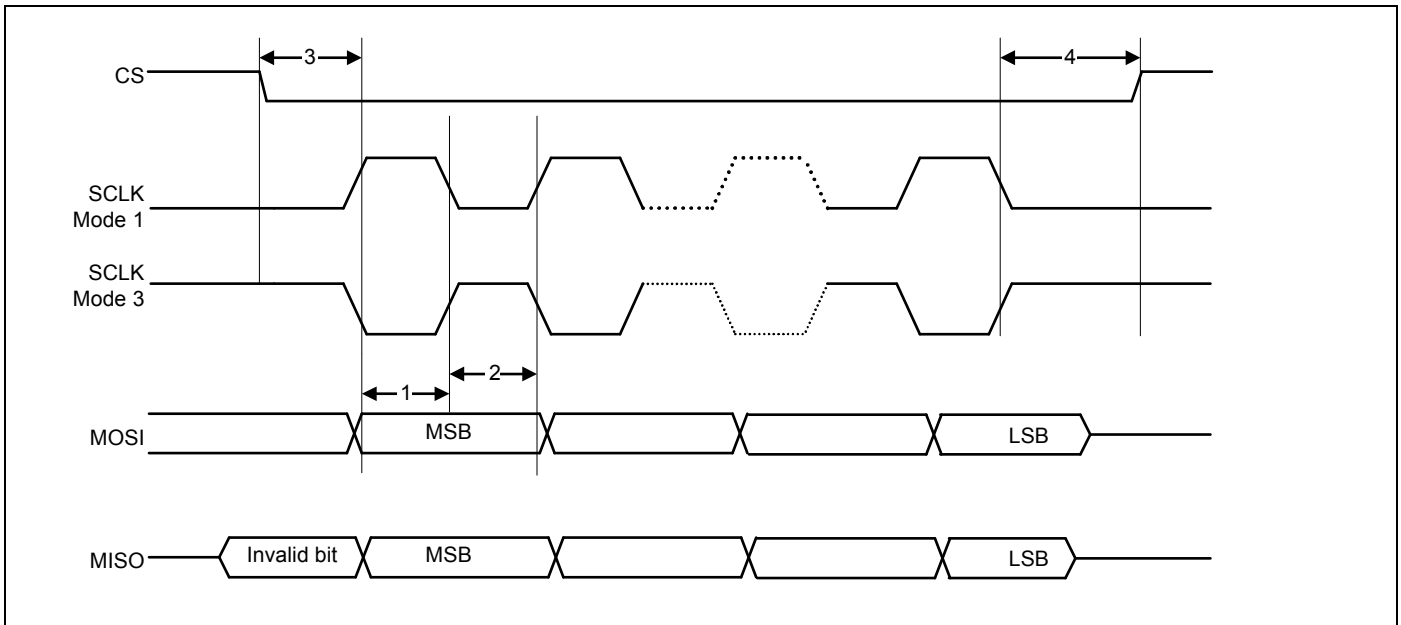 3
4
CS
SCLK
Mode 1
SCLK
Mode 3
2
1
MOSI
MSB
LSB
MISO
Invalid bit
MSB
LSB